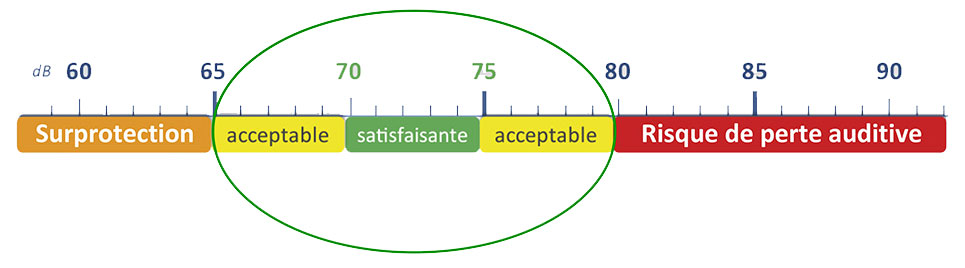 dB 60 65 70 75 80 85 90
Surprotection acceptable satisfaisante acceptable Risque de perte auditive